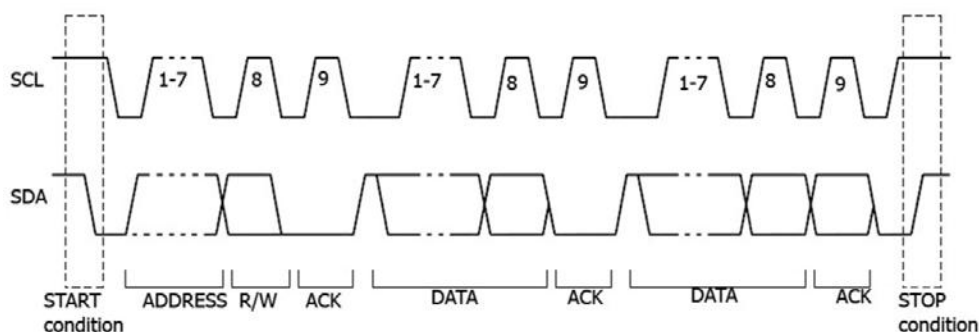 SCL
1-7 8 9 1-7 8 9 1-7 8 9
SDA
START ADDRESS R/W ACK DATA ACK DATA ACK STOP
condition condition